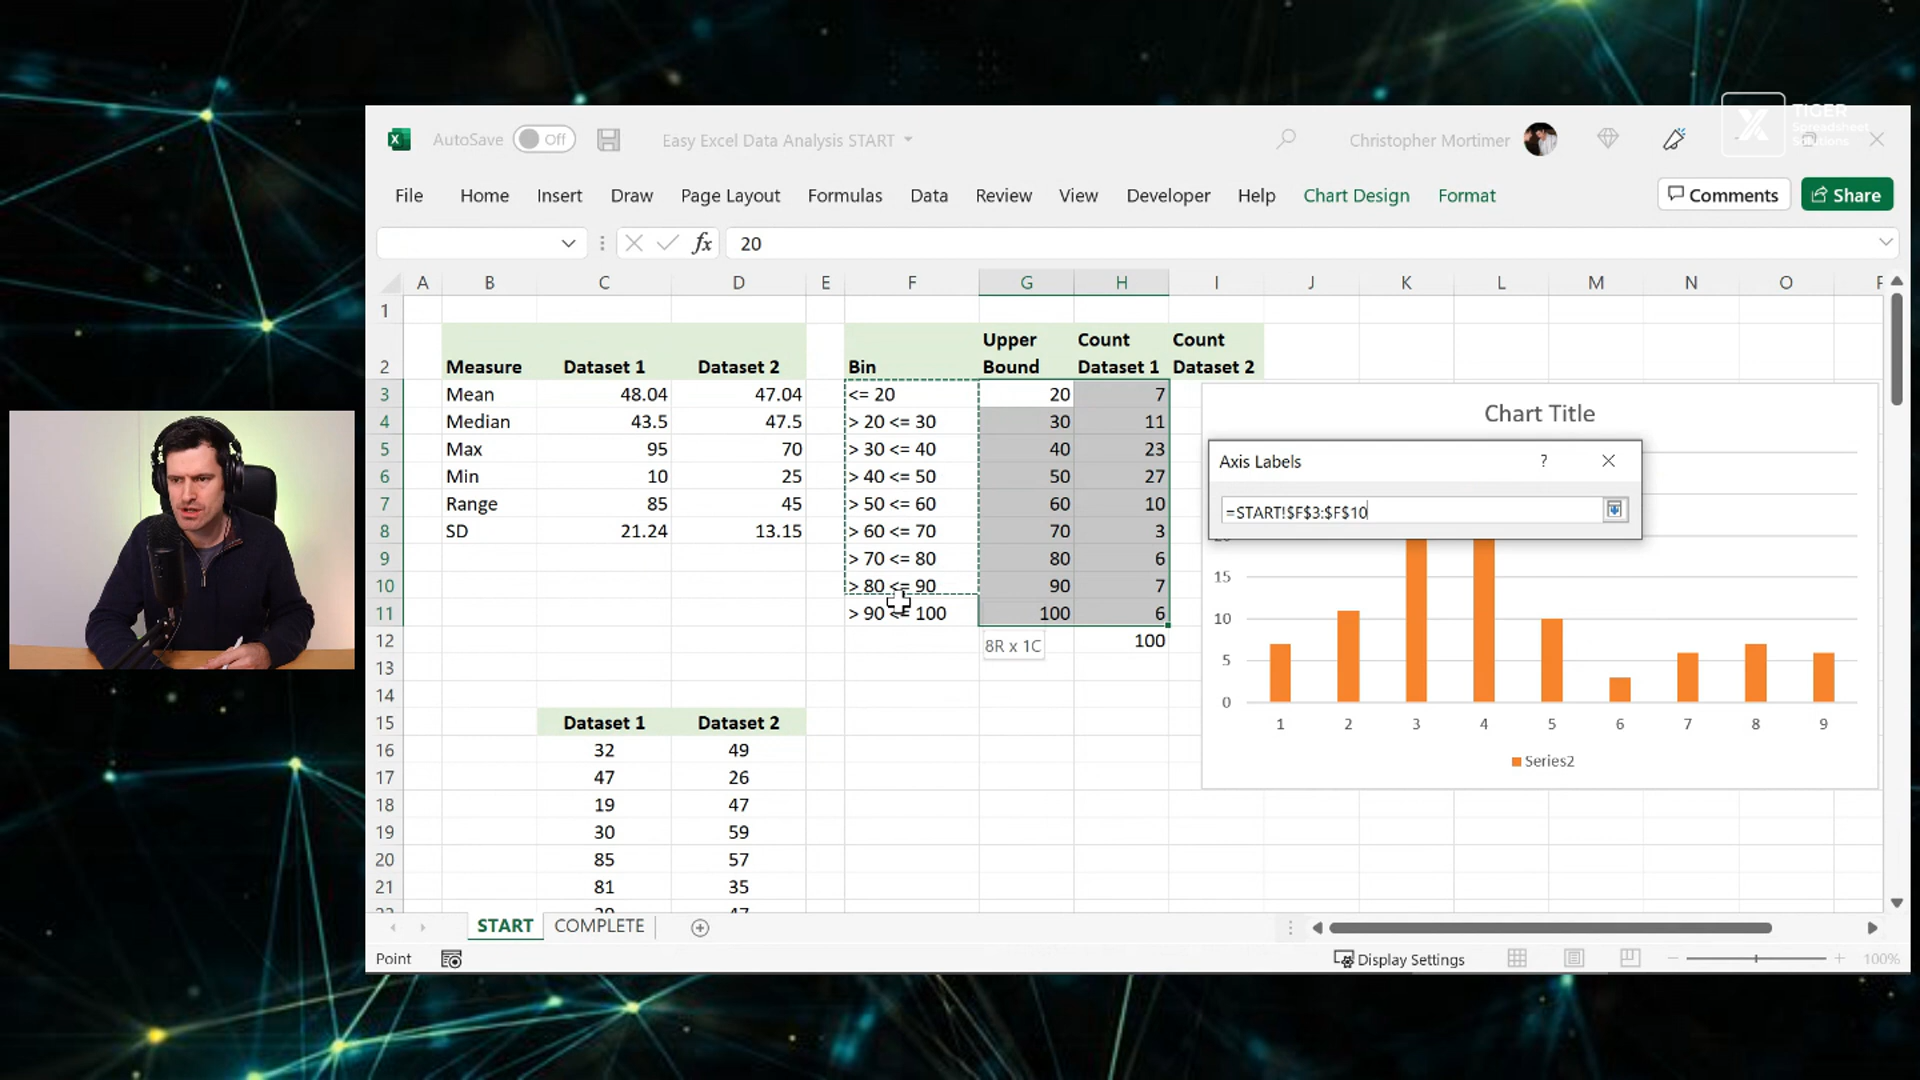 TIGER
Spreadsheet
Solutions
AutoSave Off Easy Excel Data Analysis START Christopher Mortimer
File Home Insert Draw Page Layout Formulas Data Review View Developer Help Chart Design Format Comments Share
fx 20
A B C D E F G H I J K L M N O
1
Upper Count Count
2 Measure Dataset 1 Dataset 2 Bin Bound Dataset 1 Dataset 2
3 Mean 48.04 47.04 <= 20 20 7
4 Median 43.5 47.5 > 20 <= 30 30 11
5 Max 95 70 > 30 <= 40 40 23
6 Min 10 25 > 40 <= 50 50 27
7 Range 85 45 > 50 <= 60 60 10
8 SD 21.24 13.15 > 60 <= 70 70 3
9 > 70 <= 80 80 6
10 > 80 <= 90 90 7
11 > 90 <= 100 100 6
12 8R x 1C 100
13
14
15 Dataset 1 Dataset 2
16 32 49
17 47 26
18 19 47
19 30 59
20 85 57
21 81 35
Chart Title
Axis Labels ?
=START!$F$3:$F$10
15
10
5
0
1 2 3 4 5 6 7 8 9
Series2
START COMPLETE
Point Display Settings 100%